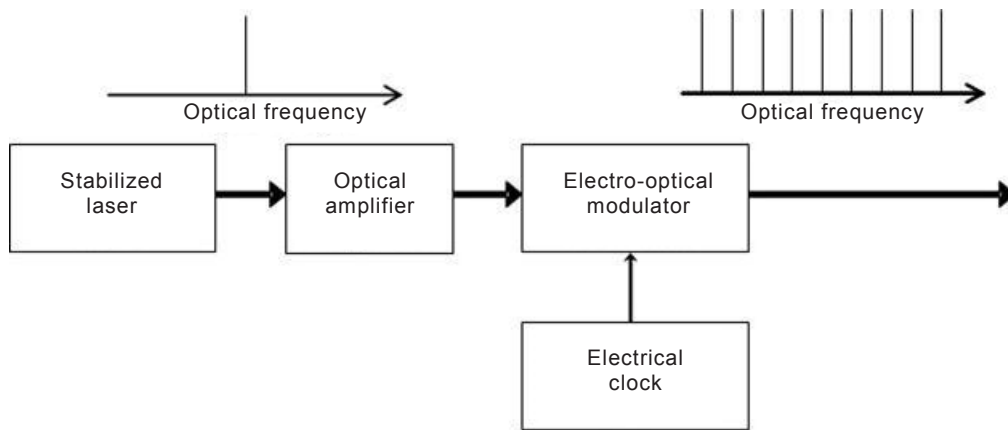 Optical frequency
Optical frequency
Stabilized
laser
Optical
amplifier
Electro-optical
modulator
Electrical
clock